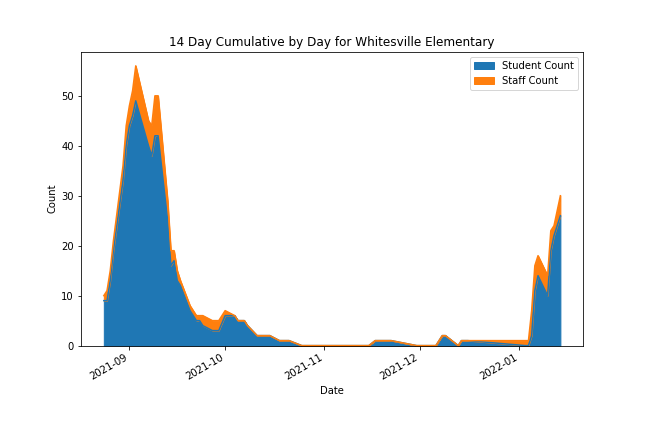 14 Day Cumulative by Day for Whitesville Elementary
Student Count
Staff Count
50
40
30
20
10
0
Count
2021-09
2021-10
2021-11
2021-12
2022-01
Date